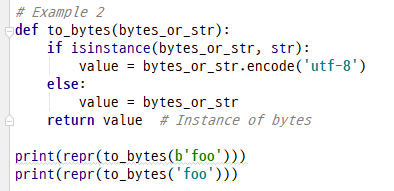 # Example 2
def to_bytes(bytes_or_str):
    if isinstance(bytes_or_str, str):
        value = bytes_or_str.encode('utf-8')
    else:
        value = bytes_or_str
    return value  # Instance of bytes

print(repr(to_bytes(b'foo')))
print(repr(to_bytes('foo')))